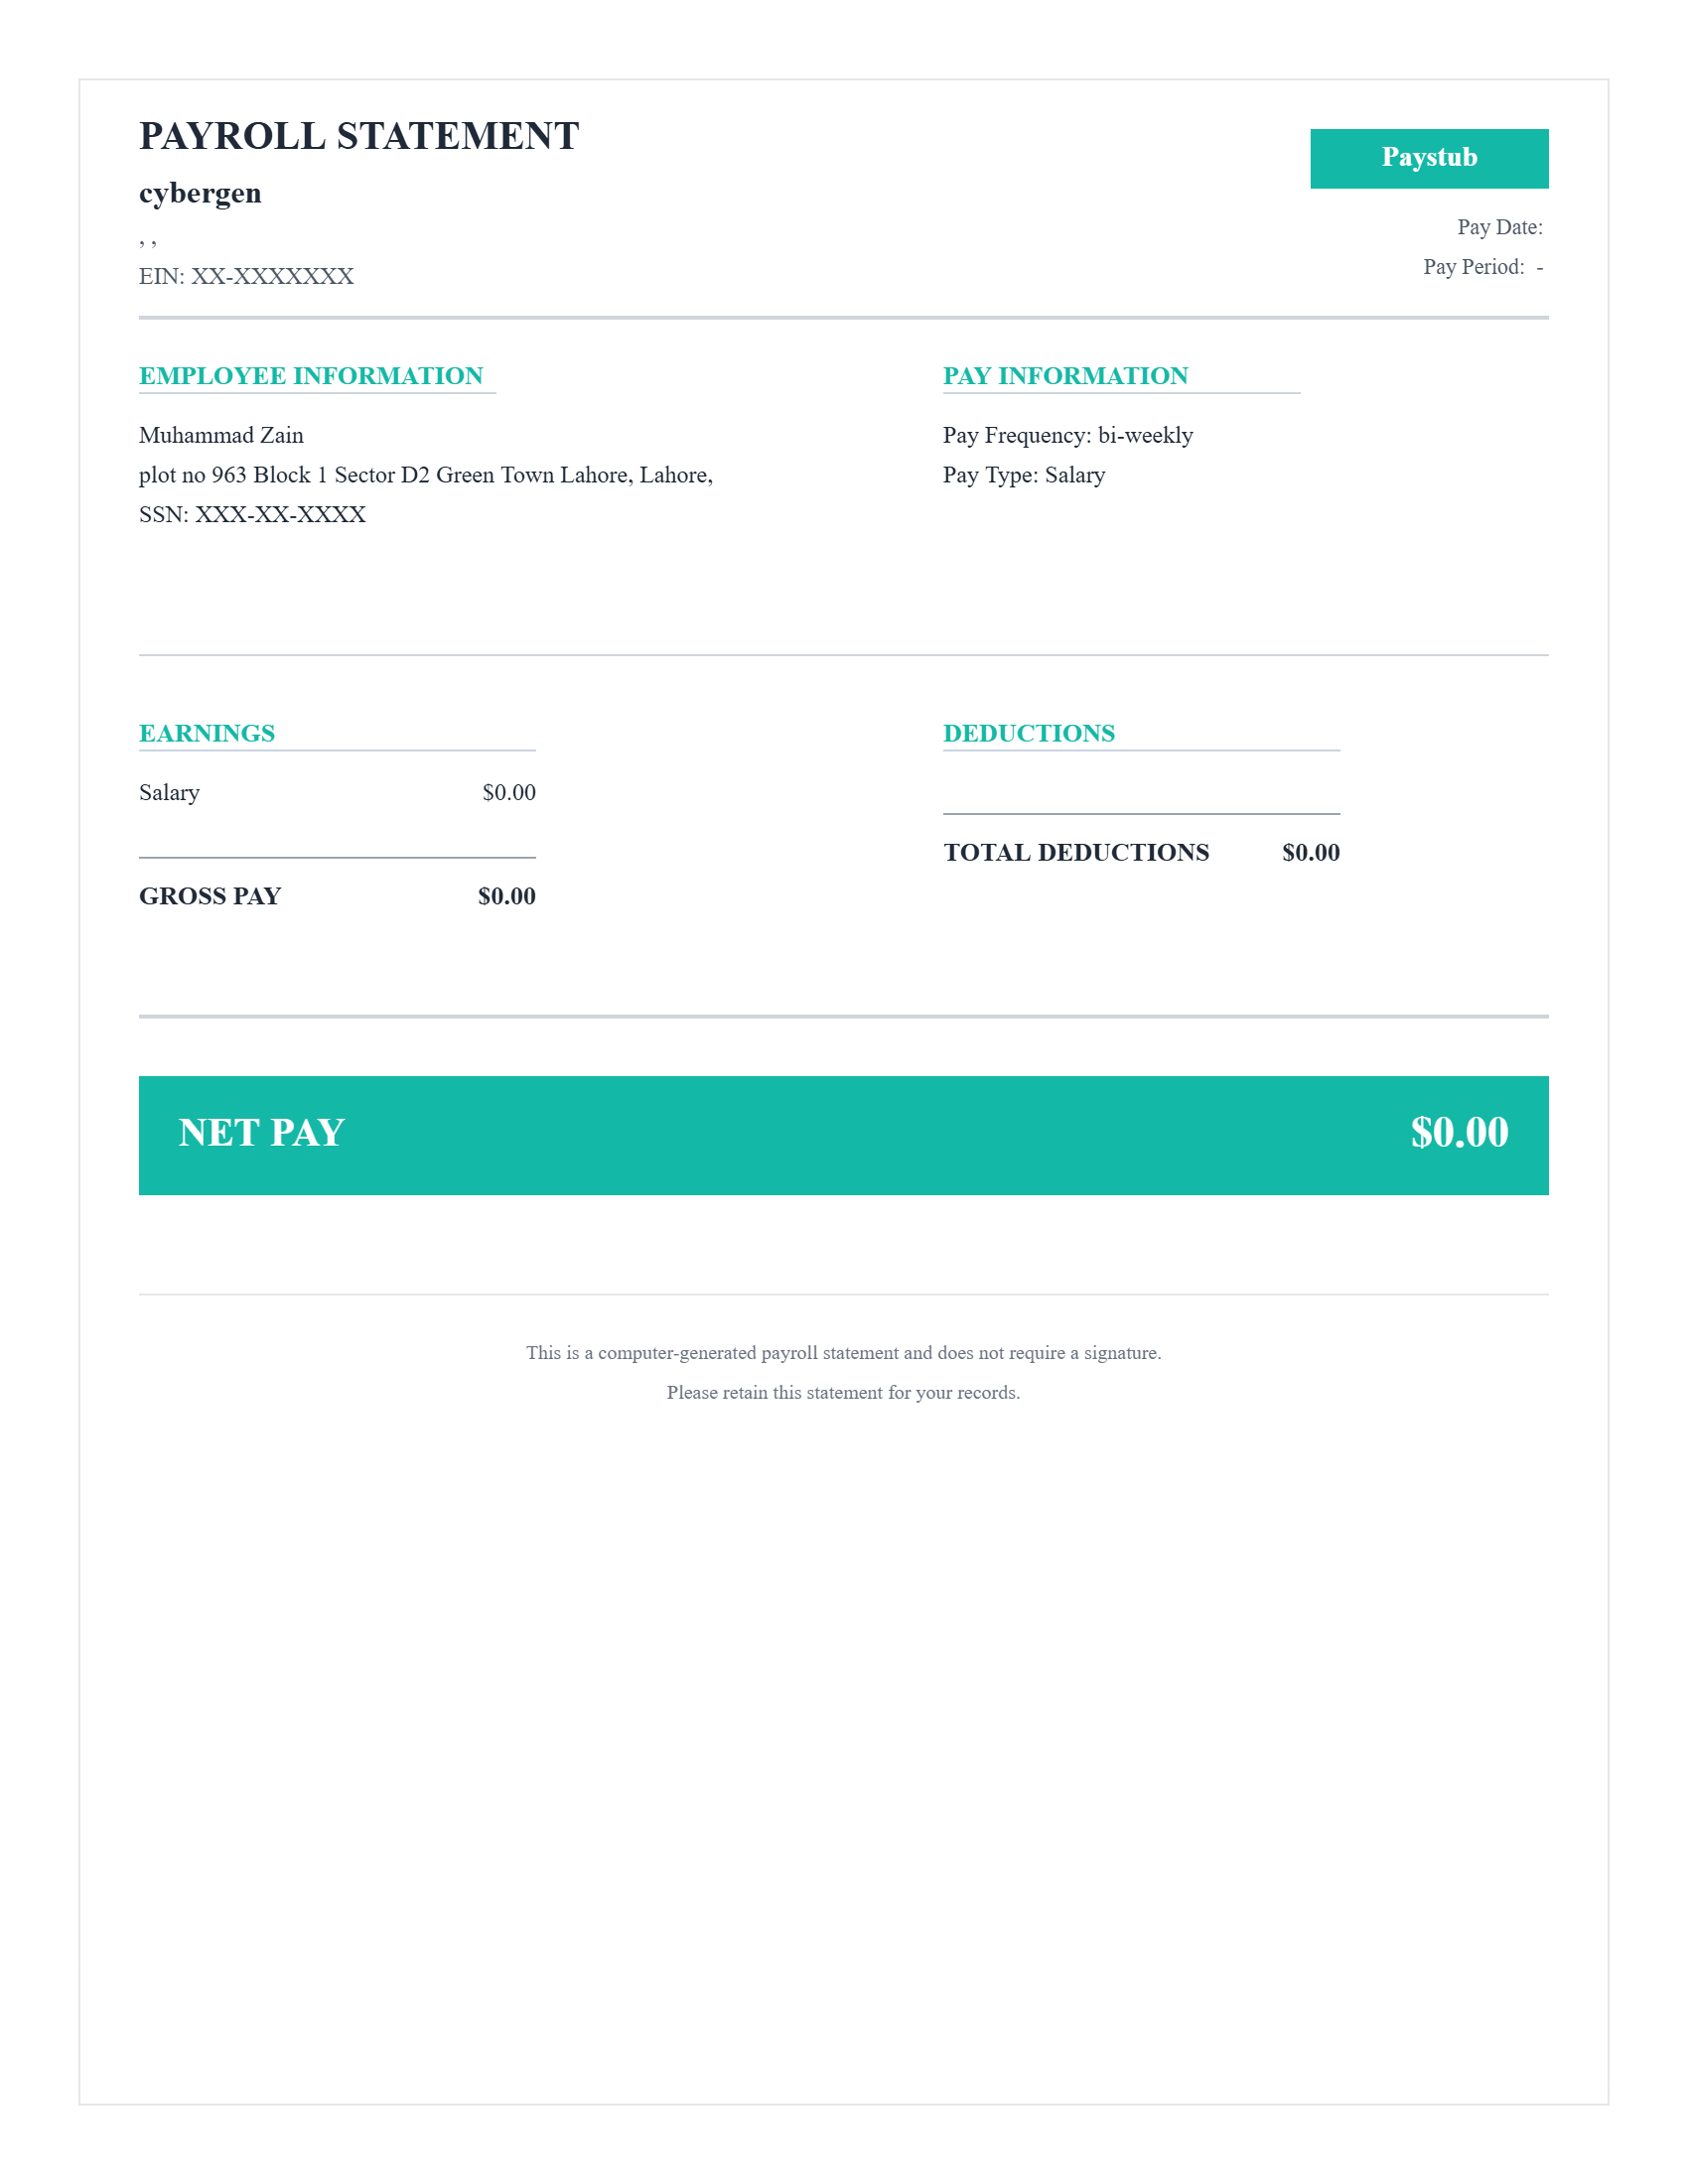 PAYROLL STATEMENT
cybergen
, ,
EIN: XX-XXXXXXX
Paystub
Pay Date:
Pay Period: -
EMPLOYEE INFORMATION
Muhammad Zain
plot no 963 Block 1 Sector D2 Green Town Lahore, Lahore,
SSN: XXX-XX-XXXX
PAY INFORMATION
Pay Frequency: bi-weekly
Pay Type: Salary
EARNINGS
Salary $0.00
GROSS PAY $0.00
DEDUCTIONS
TOTAL DEDUCTIONS $0.00
NET PAY $0.00
This is a computer-generated payroll statement and does not require a signature.
Please retain this statement for your records.